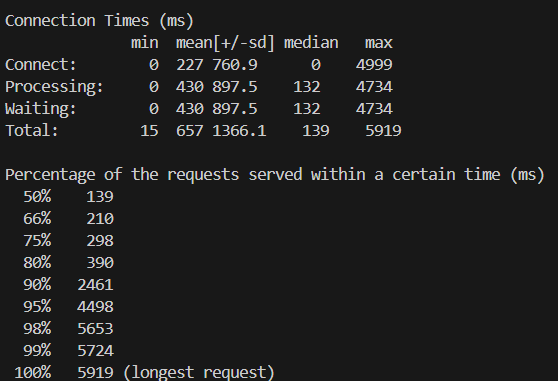 Connection Times (ms)
              min  mean[+/-sd] median   max
Connect:        0  227 760.9      0    4999
Processing:     0  430 897.5    132    4734
Waiting:        0  430 897.5    132    4734
Total:         15  657 1366.1   139    5919

Percentage of the requests served within a certain time (ms)
  50%    139
  66%    210
  75%    298
  80%    390
  90%   2461
  95%   4498
  98%   5653
  99%   5724
 100%   5919 (longest request)